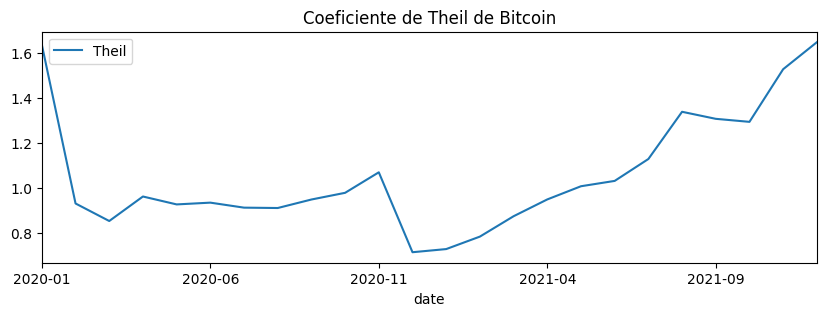 Coeficiente de Theil de Bitcoin
Theil
1.6
1.4
1.2
1.0
0.8
2020-01 2020-06 2020-11 2021-04 2021-09
date